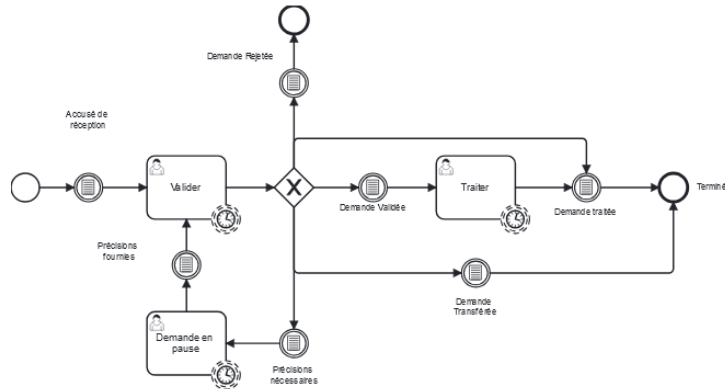 Demande Rejetée
Accusé de
réception
Valider
Traiter
Terminé
Demande Validée
Demande traitée
Précisions
fournies
Demande en
pause
Précisions
nécessaires
Demande
Transférée